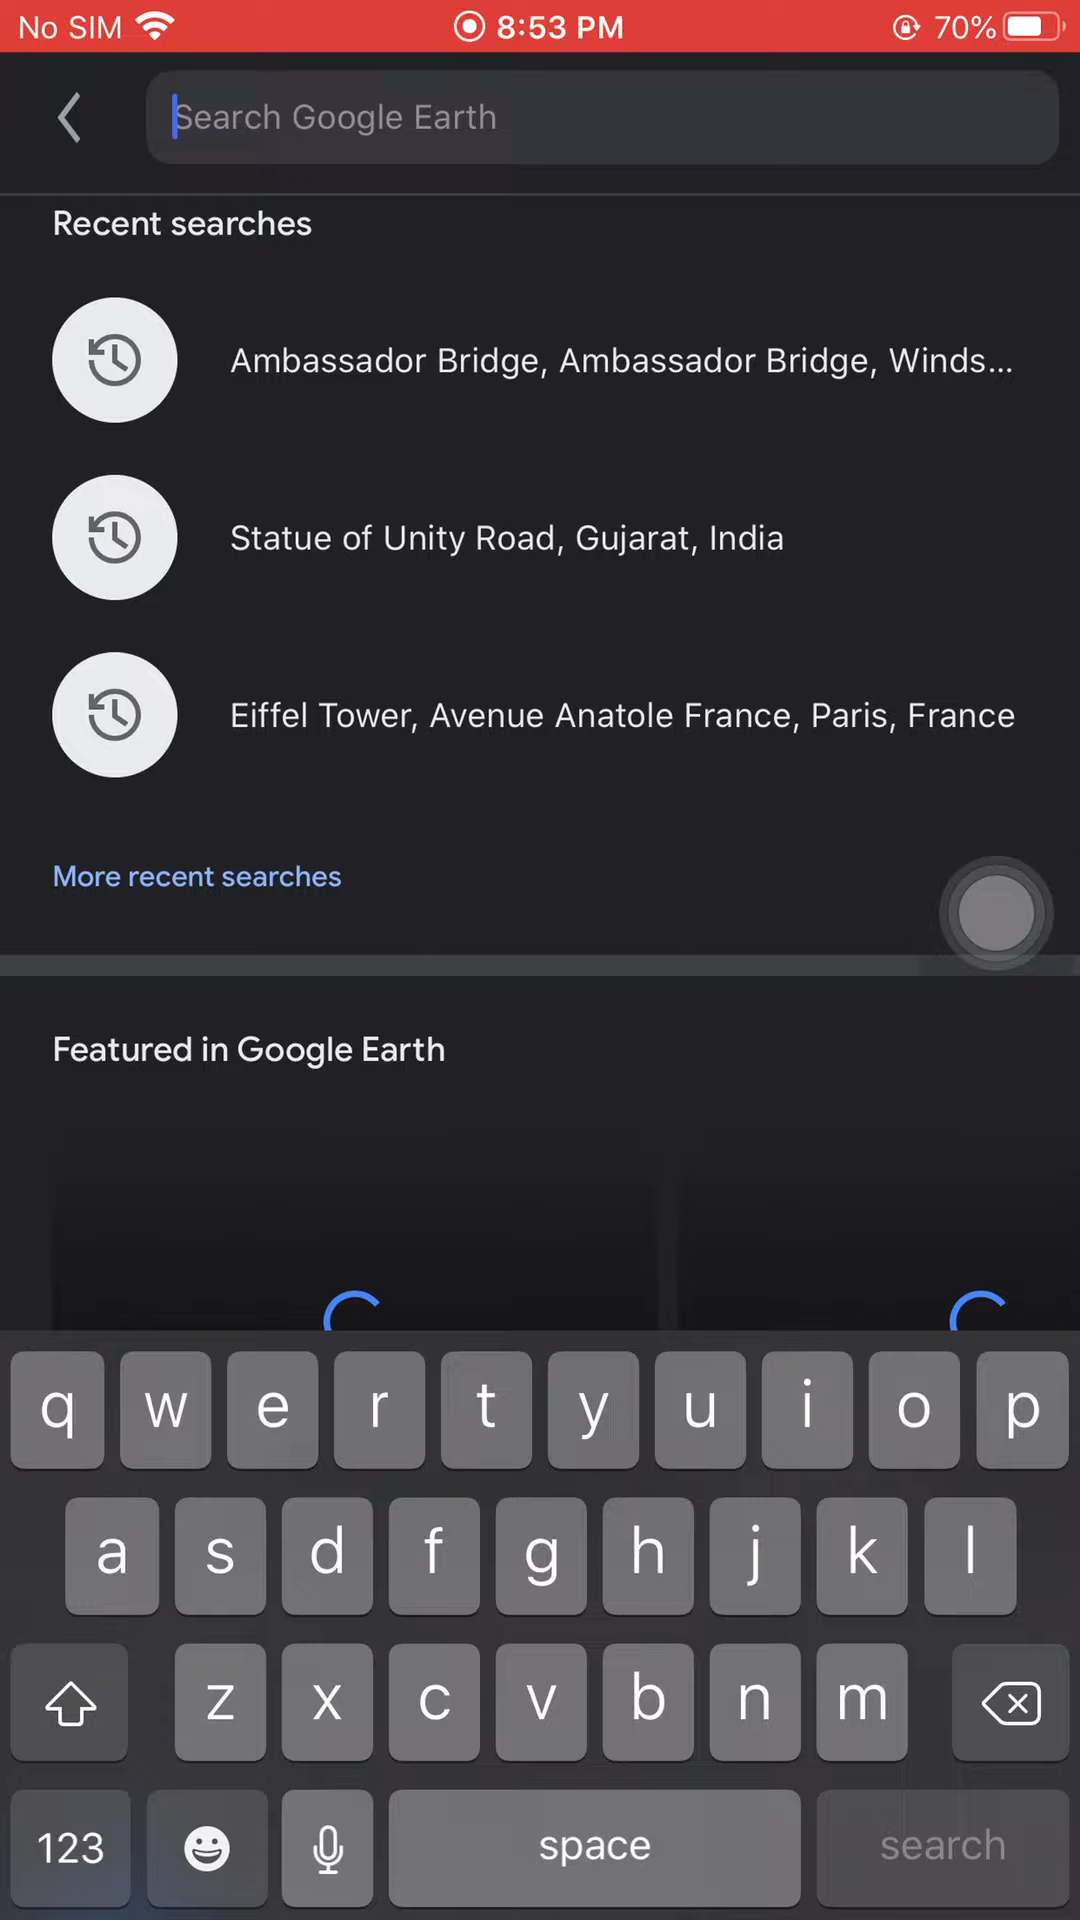 No SIM 8:53 PM 70%
Search Google Earth
Recent searches
Ambassador Bridge, Ambassador Bridge, Winds...
Statue of Unity Road, Gujarat, India
Eiffel Tower, Avenue Anatole France, Paris, France
More recent searches
Featured in Google Earth
q w e r t y u i o p
a s d f g h j k l
z x c v b n m
123 space search